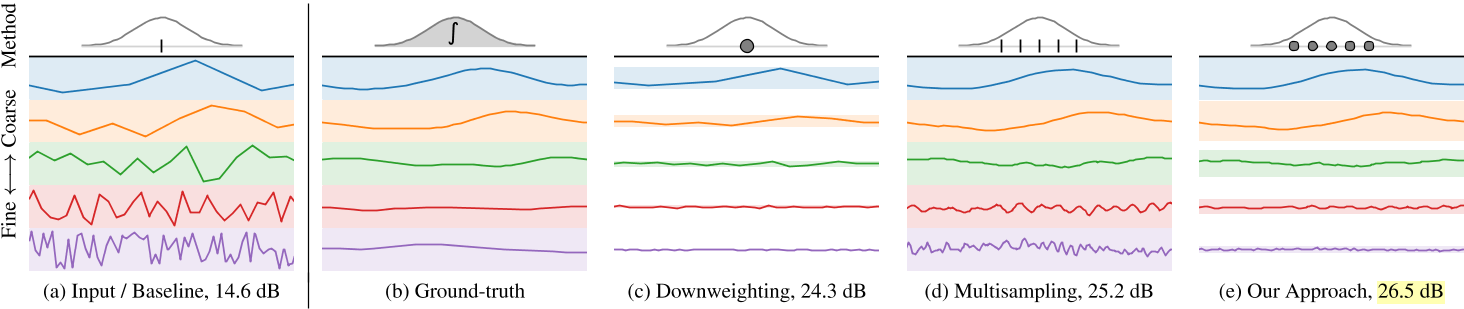 Method
Fine ⟵⟶ Coarse
∫
(a) Input / Baseline, 14.6 dB
(b) Ground-truth
(c) Downweighting, 24.3 dB
(d) Multisampling, 25.2 dB
(e) Our Approach, 26.5 dB